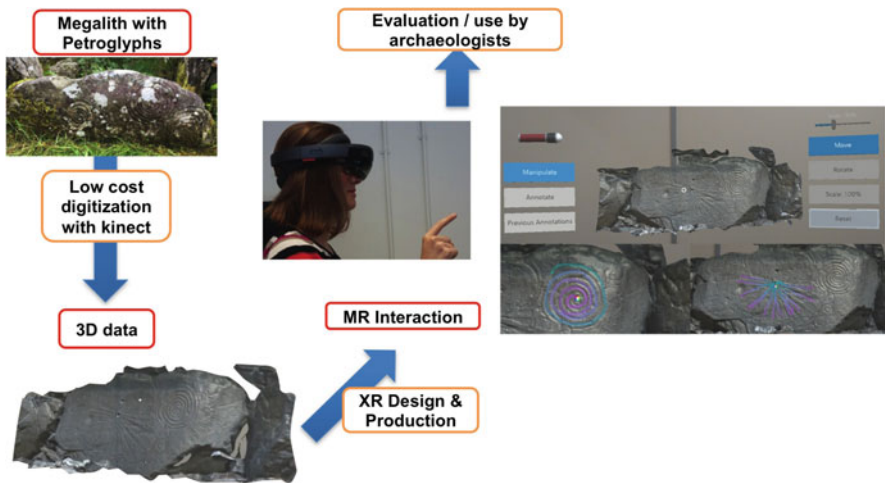 Megalith with
Petroglyphs
Evaluation / use by
archaeologists
Low cost
digitization
with kinect
Manipulate
Annotate
Previous Annotations
Move
Rotate
Scale: 100%
Reset
3D data
MR Interaction
XR Design &
Production